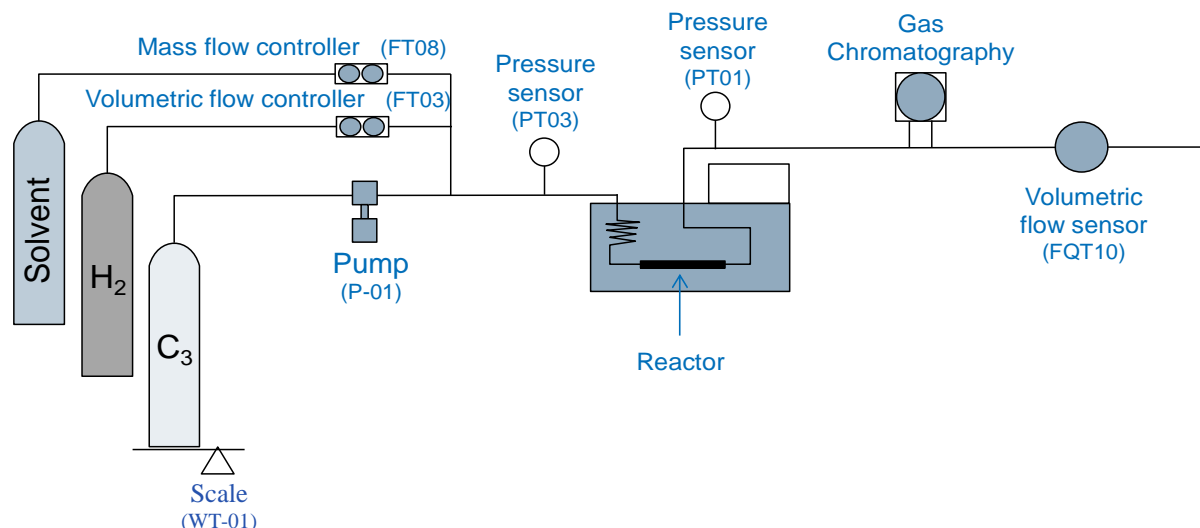 Mass flow controller (FT08)
Volumetric flow controller (FT03)
Pressure
sensor
(PT03)
Pressure
sensor
(PT01)
Gas
Chromatography
Solvent
H₂
C₃
Pump
(P-01)
Reactor
Volumetric
flow sensor
(FQT10)
Scale
(WT-01)